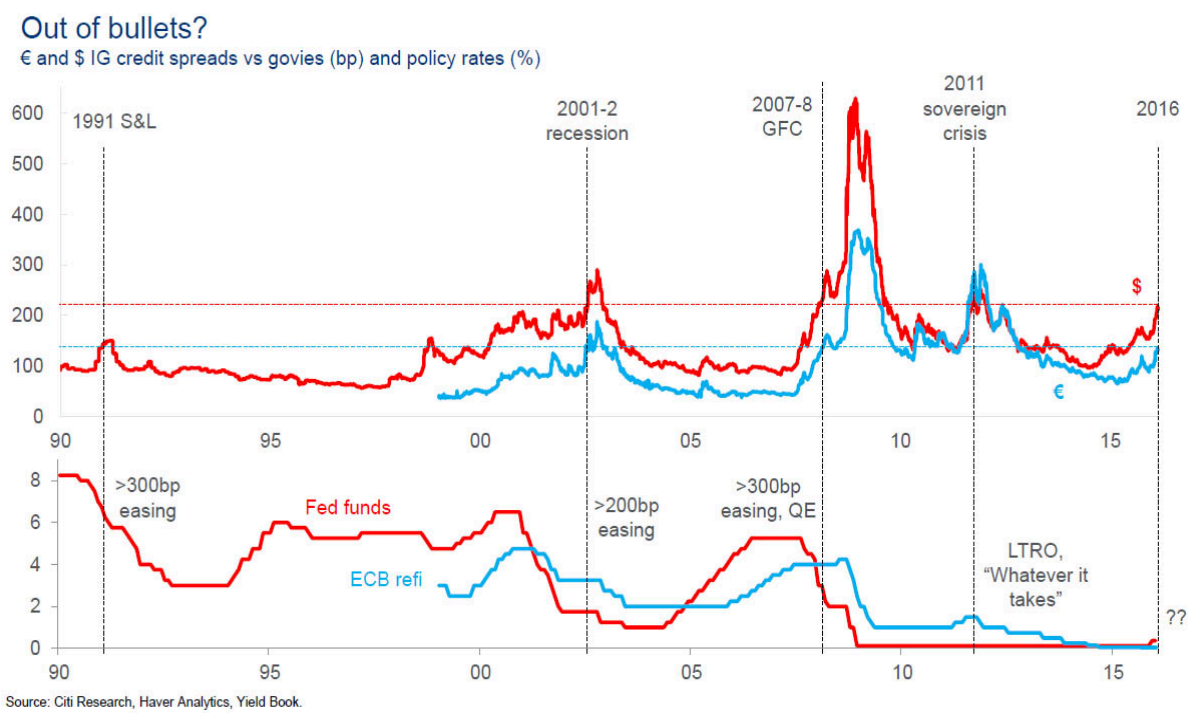 Out of bullets?
€ and $ IG credit spreads vs govies (bp) and policy rates (%)
600
500
400
300
200
100
0
1991 S&L
2001-2
recession
2007-8
GFC
2011
sovereign
crisis
2016
$
€
90
95
00
05
10
15
8
6
4
2
0
>300bp
easing
Fed funds
ECB refi
>200bp
easing
>300bp
easing, QE
LTRO,
“Whatever it
takes”
??
90
95
00
05
10
15
Source: Citi Research, Haver Analytics, Yield Book.